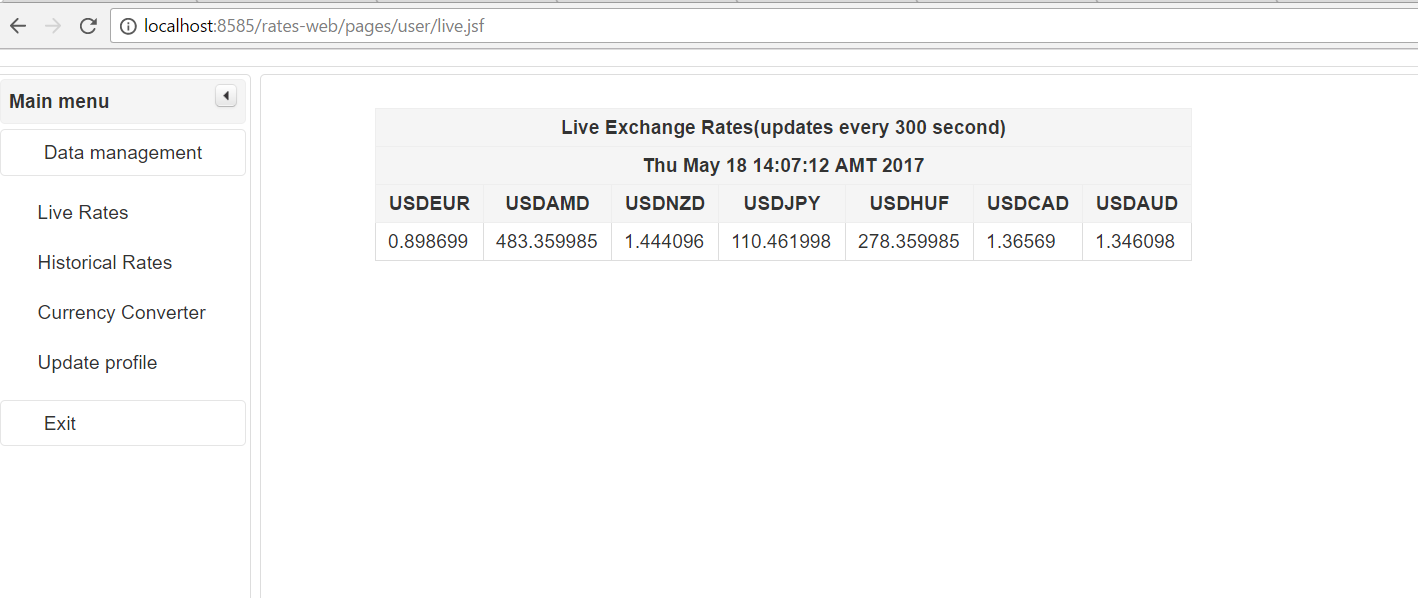 localhost:8585/rates-web/pages/user/live.jsf
Main menu
Data management
Live Rates
Historical Rates
Currency Converter
Update profile
Exit
Live Exchange Rates(updates every 300 second)
Thu May 18 14:07:12 AMT 2017
USDEUR USDAMD USDNZD USDJPY USDHUF USDCAD USDAUD
0.898699 483.359985 1.444096 110.461998 278.359985 1.36569 1.346098